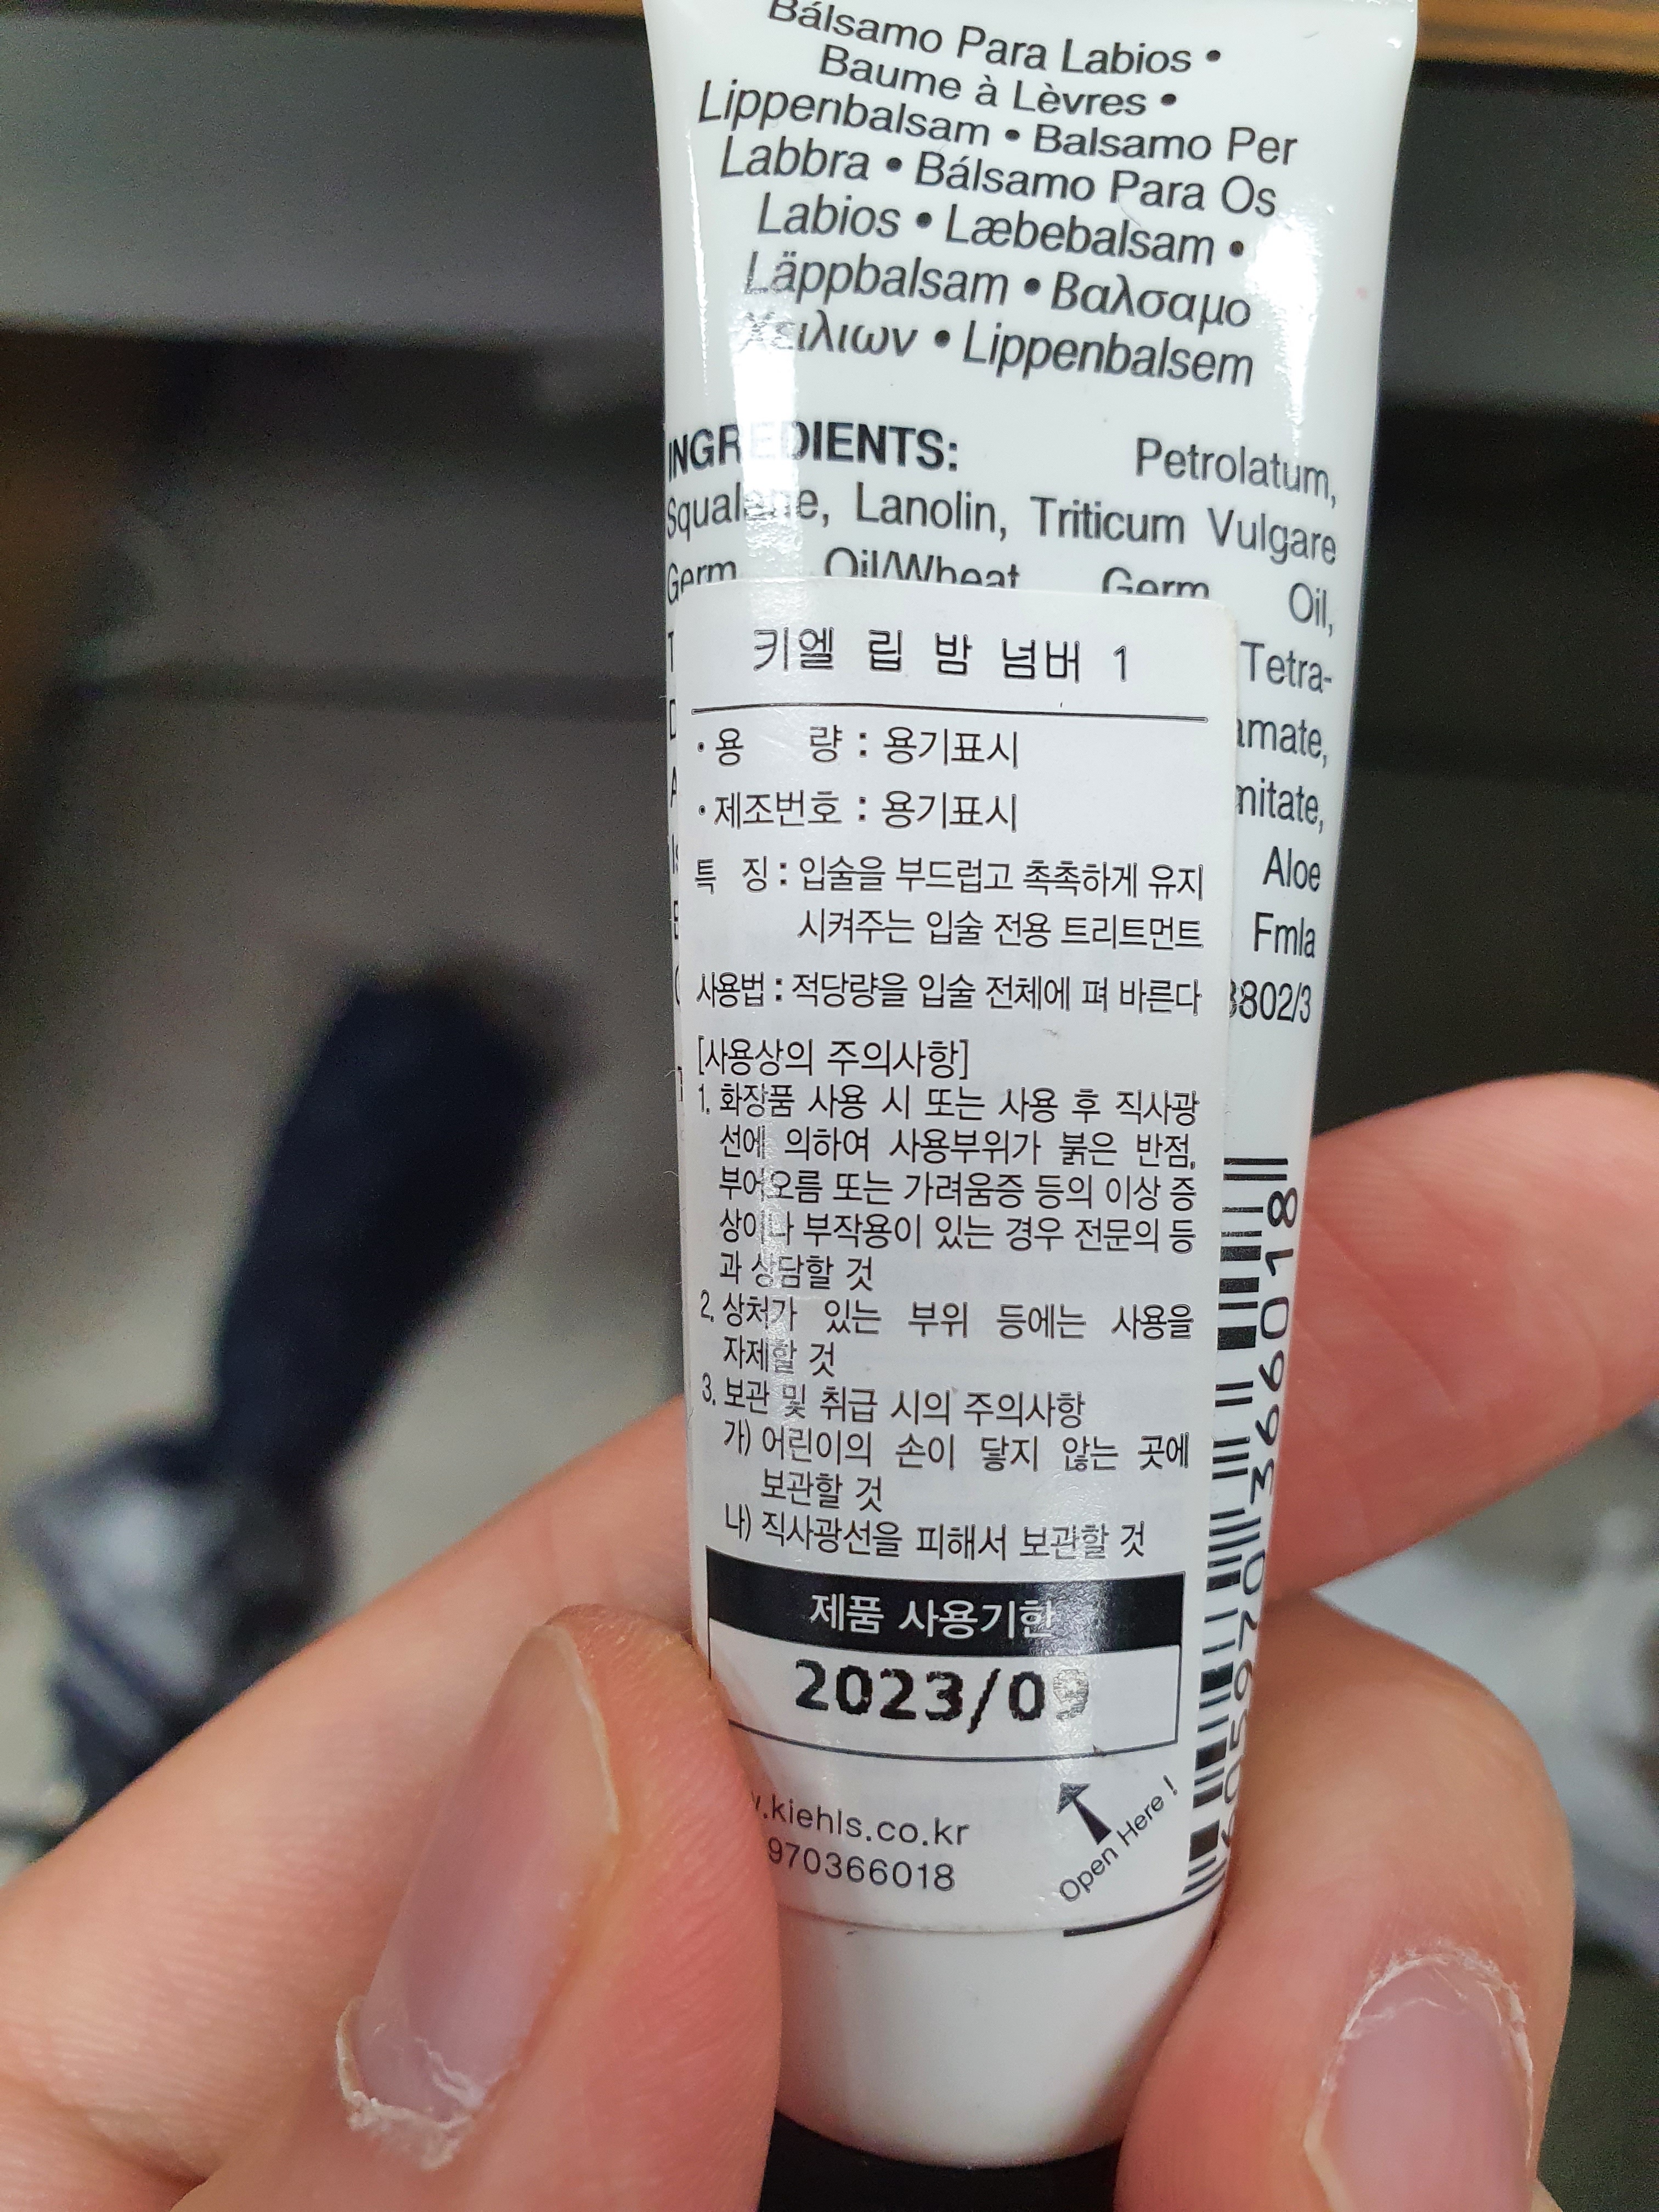 Bálsamo Para Labios •
Baume à Lèvres •
Lippenbalsam • Balsamo Per
Labbra • Bálsamo Para Os
Labios • Læbebalsam •
Läppbalsam • Βαλσαμο
Χειλιων • Lippenbalsem
INGREDIENTS: Petrolatum,
Squalane, Lanolin, Triticum Vulgare
Germ Oil/Wheat Germ Oil,
Tetra-
Aloe
Fmla
키엘 립 밤 넘버 1
· 용 량 : 용기표시
· 제조번호 : 용기표시
특 징 : 입술을 부드럽고 촉촉하게 유지
시켜주는 입술 전용 트리트먼트
사용법 : 적당량을 입술 전체에 펴 바른다
[사용상의 주의사항]
1. 화장품 사용 시 또는 사용 후 직사광
선에 의하여 사용부위가 붉은 반점,
부어오름 또는 가려움증 등의 이상 증
상이나 부작용이 있는 경우 전문의 등
과 상담할 것
2. 상처가 있는 부위 등에는 사용을
자제할 것
3. 보관 및 취급 시의 주의사항
가) 어린이의 손이 닿지 않는 곳에
보관할 것
나) 직사광선을 피해서 보관할 것
제품 사용기한
2023/09
.kiehls.co.kr
970366018
Open Here !